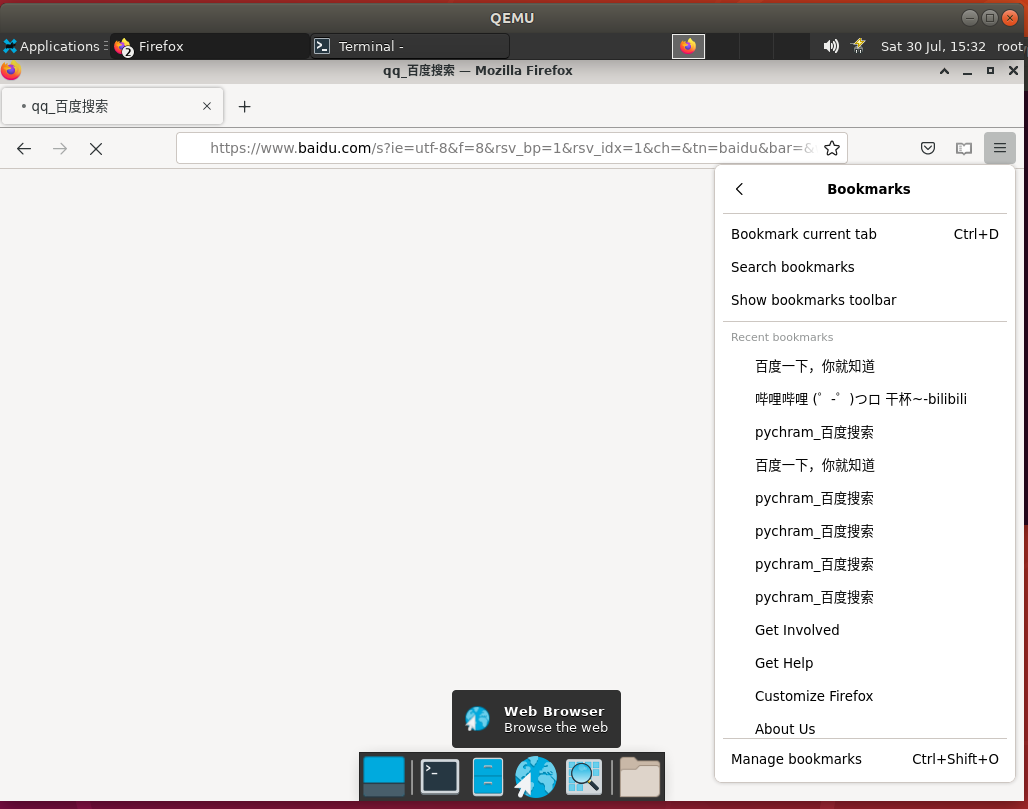 QEMU
Applications
2
Firefox
Terminal -
Sat 30 Jul, 15:32
root
qq_百度搜索 — Mozilla Firefox
qq_百度搜索
https://www.baidu.com/s?ie=utf-8&f=8&rsv_bp=1&rsv_idx=1&ch=&tn=baidu&bar=&
Bookmarks
Bookmark current tab Ctrl+D
Search bookmarks
Show bookmarks toolbar
Recent bookmarks
百度一下，你就知道
哔哩哔哩 (゜-゜)つロ 干杯~-bilibili
pychram_百度搜索
百度一下，你就知道
pychram_百度搜索
pychram_百度搜索
pychram_百度搜索
pychram_百度搜索
Get Involved
Get Help
Customize Firefox
About Us
Manage bookmarks Ctrl+Shift+O
Web Browser
Browse the web